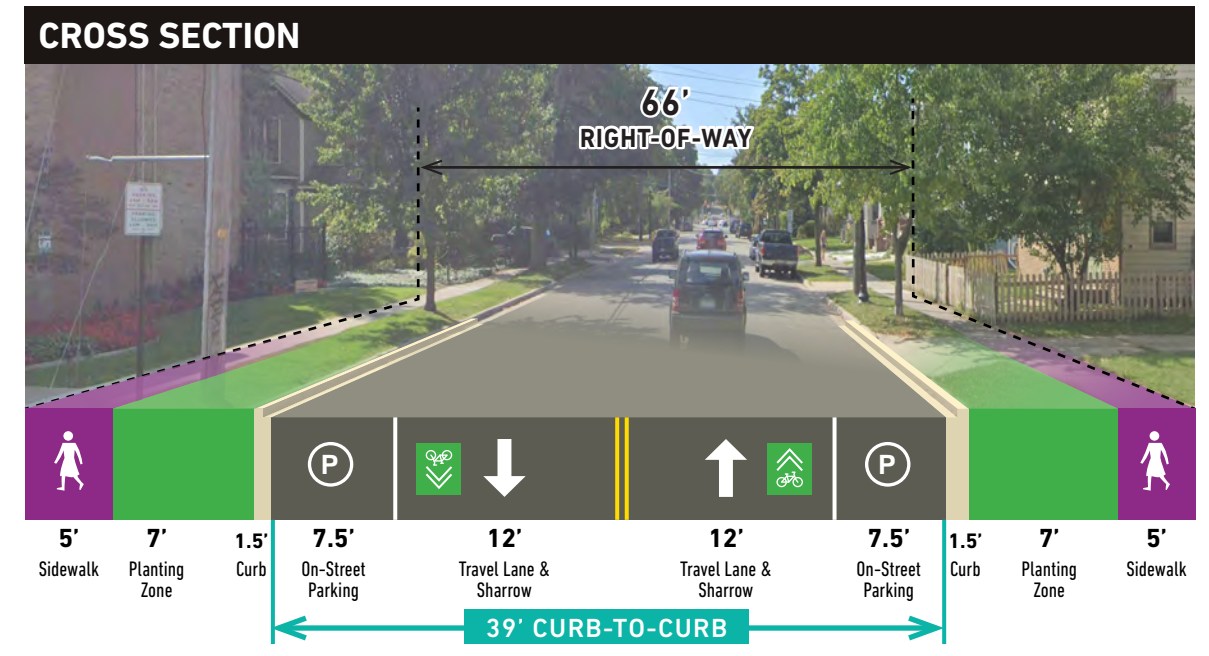 CROSS SECTION
66’
RIGHT-OF-WAY
P
P
5’
7’
1.5’
7.5’
12’
12’
7.5’
1.5’
7’
5’
Sidewalk
Planting
Zone
Curb
On-Street
Parking
Travel Lane &
Sharrow
Travel Lane &
Sharrow
On-Street
Parking
Curb
Planting
Zone
Sidewalk
39’ CURB-TO-CURB